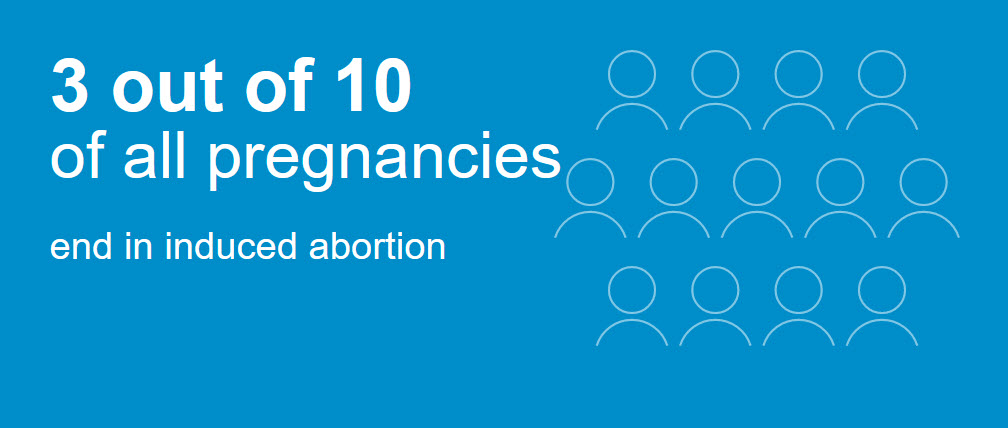 3 out of 10
of all pregnancies
end in induced abortion